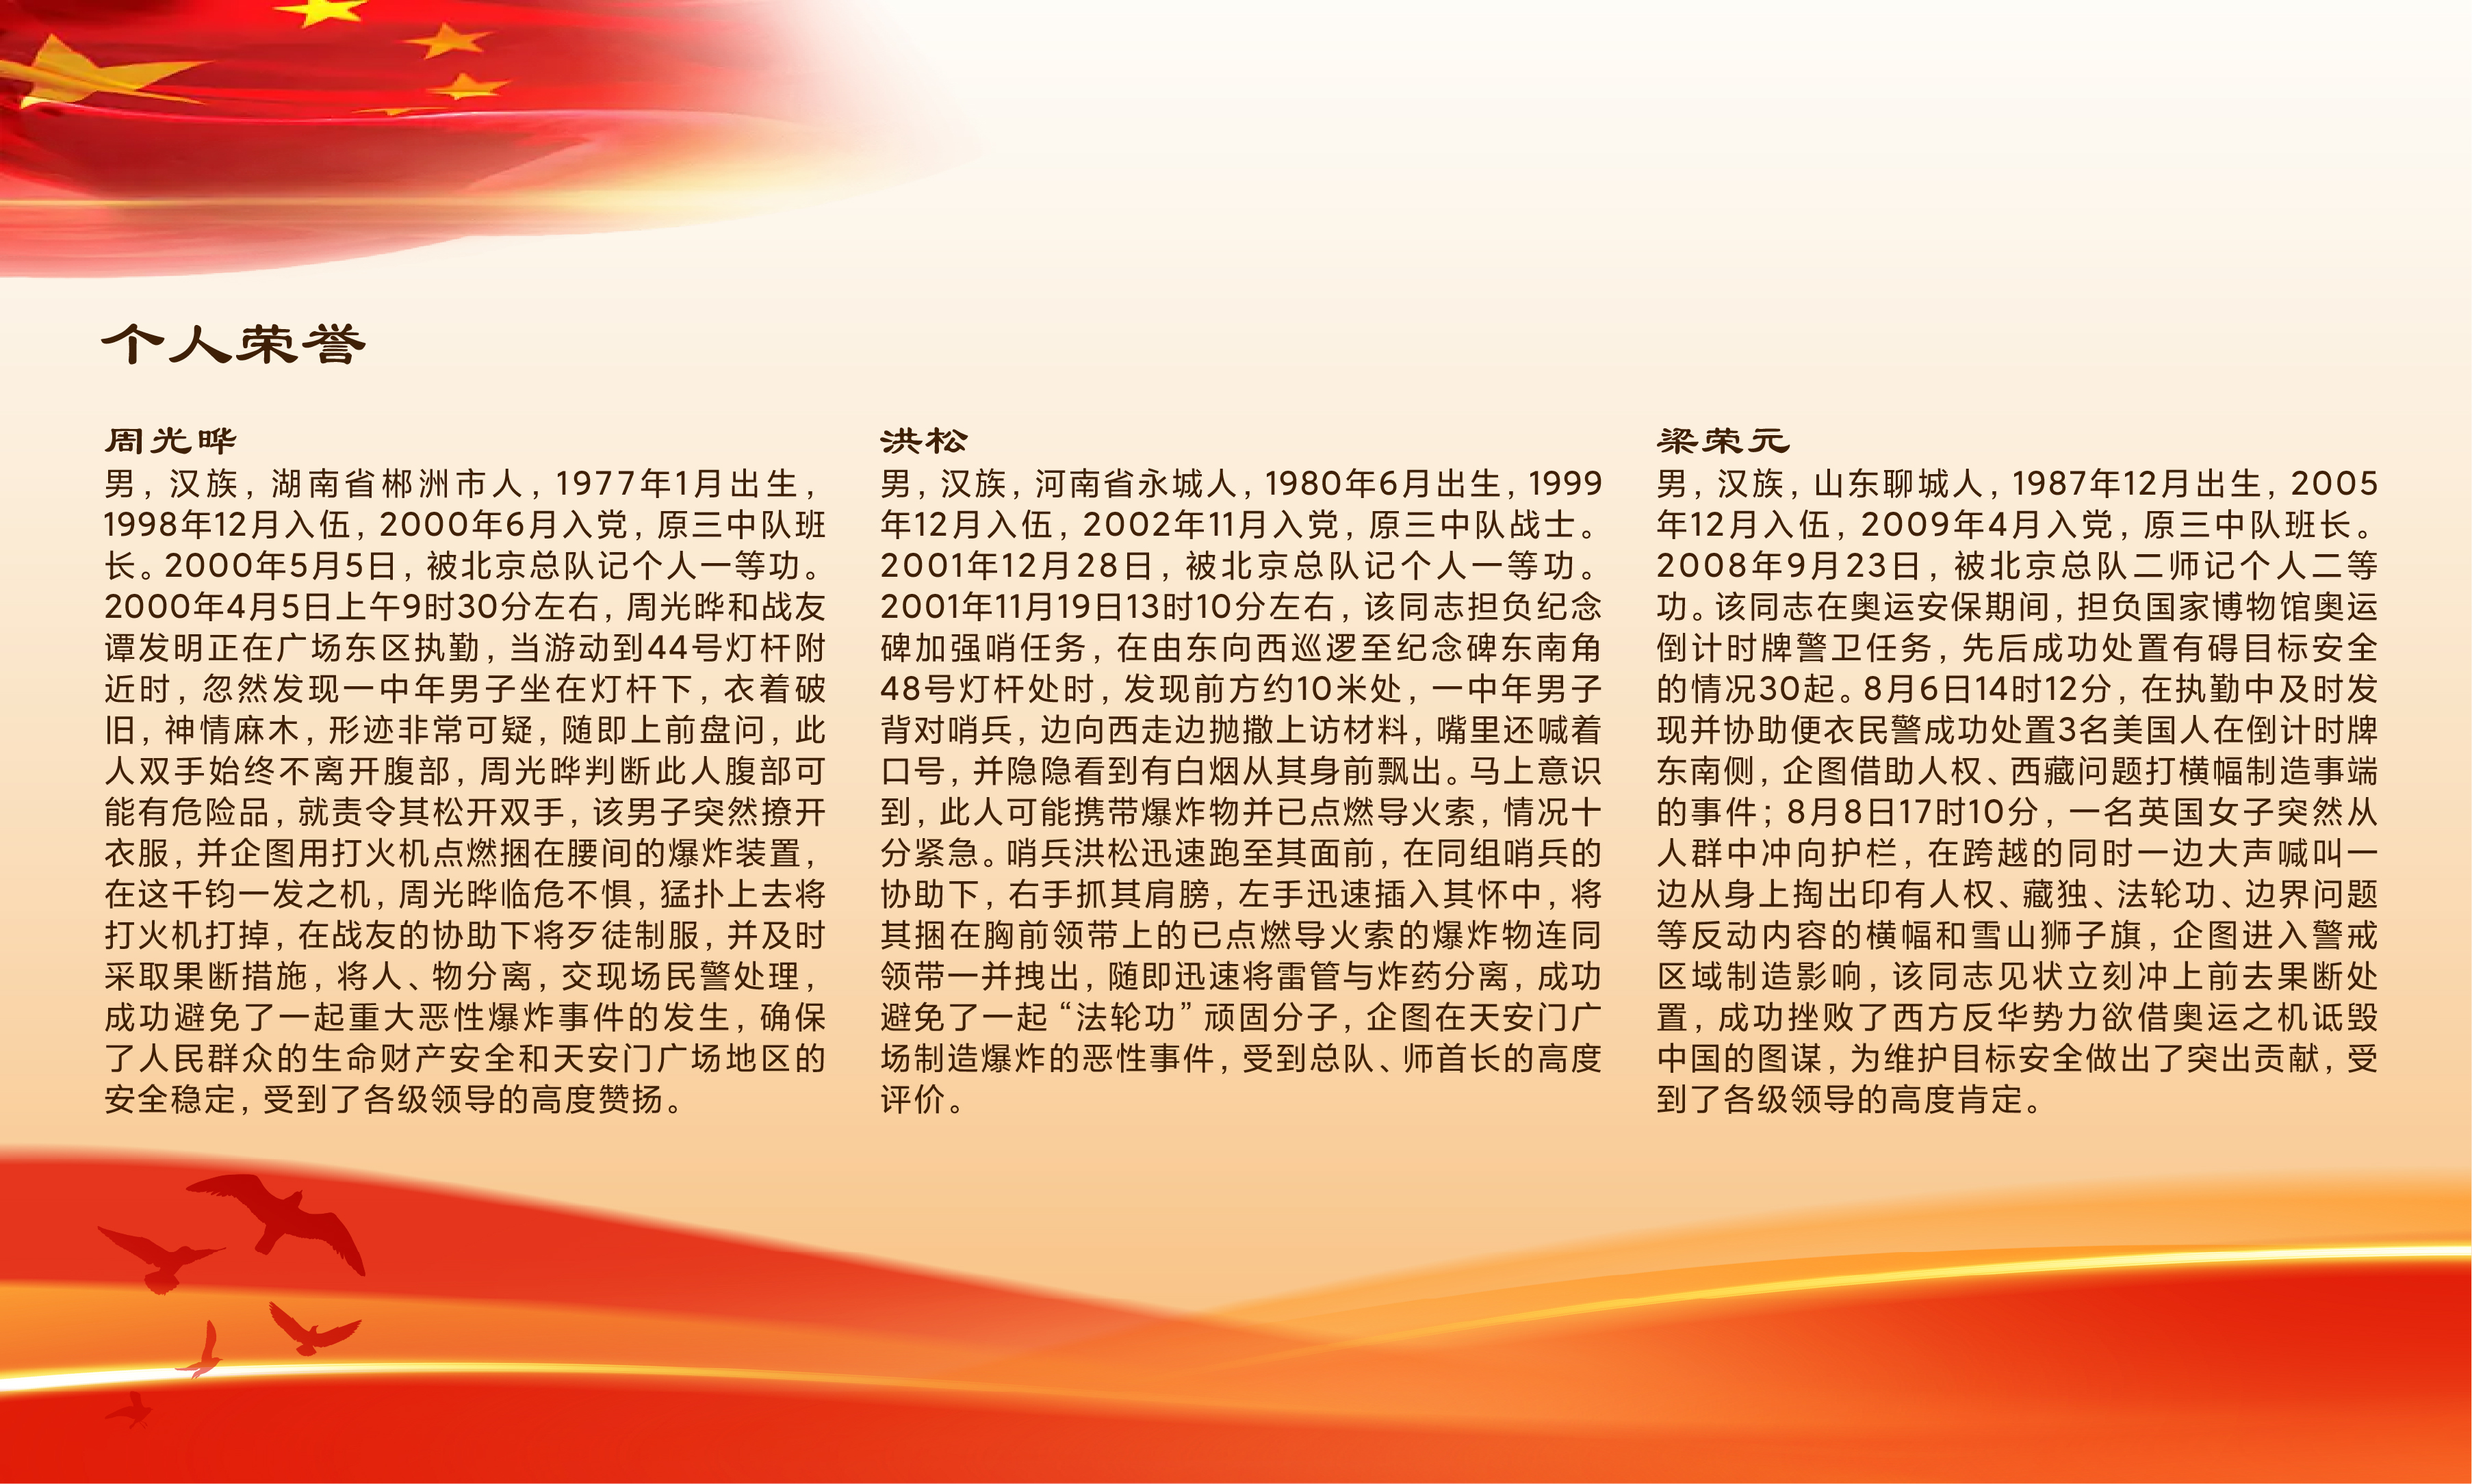 个人荣誉
周光晔
男，汉族，湖南省郴洲市人，1977年1月出生，
1998年12月入伍，2000年6月入党，原三中队班
长。2000年5月5日，被北京总队记个人一等功。
2000年4月5日上午9时30分左右，周光晔和战友
谭发明正在广场东区执勤，当游动到44号灯杆附
近时，忽然发现一中年男子坐在灯杆下，衣着破
旧，神情麻木，形迹非常可疑，随即上前盘问，此
人双手始终不离开腹部，周光晔判断此人腹部可
能有危险品，就责令其松开双手，该男子突然撩开
衣服，并企图用打火机点燃捆在腰间的爆炸装置，
在这千钧一发之机，周光晔临危不惧，猛扑上去将
打火机打掉，在战友的协助下将歹徒制服，并及时
采取果断措施，将人、物分离，交现场民警处理，
成功避免了一起重大恶性爆炸事件的发生，确保
了人民群众的生命财产安全和天安门广场地区的
安全稳定，受到了各级领导的高度赞扬。
洪松
男，汉族，河南省永城人，1980年6月出生，1999
年12月入伍，2002年11月入党，原三中队战士。
2001年12月28日，被北京总队记个人一等功。
2001年11月19日13时10分左右，该同志担负纪念
碑加强哨任务，在由东向西巡逻至纪念碑东南角
48号灯杆处时，发现前方约10米处，一中年男子
背对哨兵，边向西走边抛撒上访材料，嘴里还喊着
口号，并隐隐看到有白烟从其身前飘出。马上意识
到，此人可能携带爆炸物并已点燃导火索，情况十
分紧急。哨兵洪松迅速跑至其面前，在同组哨兵的
协助下，右手抓其肩膀，左手迅速插入其怀中，将
其捆在胸前领带上的已点燃导火索的爆炸物连同
领带一并拽出，随即迅速将雷管与炸药分离，成功
避免了一起“法轮功”顽固分子，企图在天安门广
场制造爆炸的恶性事件，受到总队、师首长的高度
评价。
梁荣元
男，汉族，山东聊城人，1987年12月出生，2005
年12月入伍，2009年4月入党，原三中队班长。
2008年9月23日，被北京总队二师记个人二等
功。该同志在奥运安保期间，担负国家博物馆奥运
倒计时牌警卫任务，先后成功处置有碍目标安全
的情况30起。8月6日14时12分，在执勤中及时发
现并协助便衣民警成功处置3名美国人在倒计时牌
东南侧，企图借助人权、西藏问题打横幅制造事端
的事件；8月8日17时10分，一名英国女子突然从
人群中冲向护栏，在跨越的同时一边大声喊叫一
边从身上掏出印有人权、藏独、法轮功、边界问题
等反动内容的横幅和雪山狮子旗，企图进入警戒
区域制造影响，该同志见状立刻冲上前去果断处
置，成功挫败了西方反华势力欲借奥运之机诋毁
中国的图谋，为维护目标安全做出了突出贡献，受
到了各级领导的高度肯定。